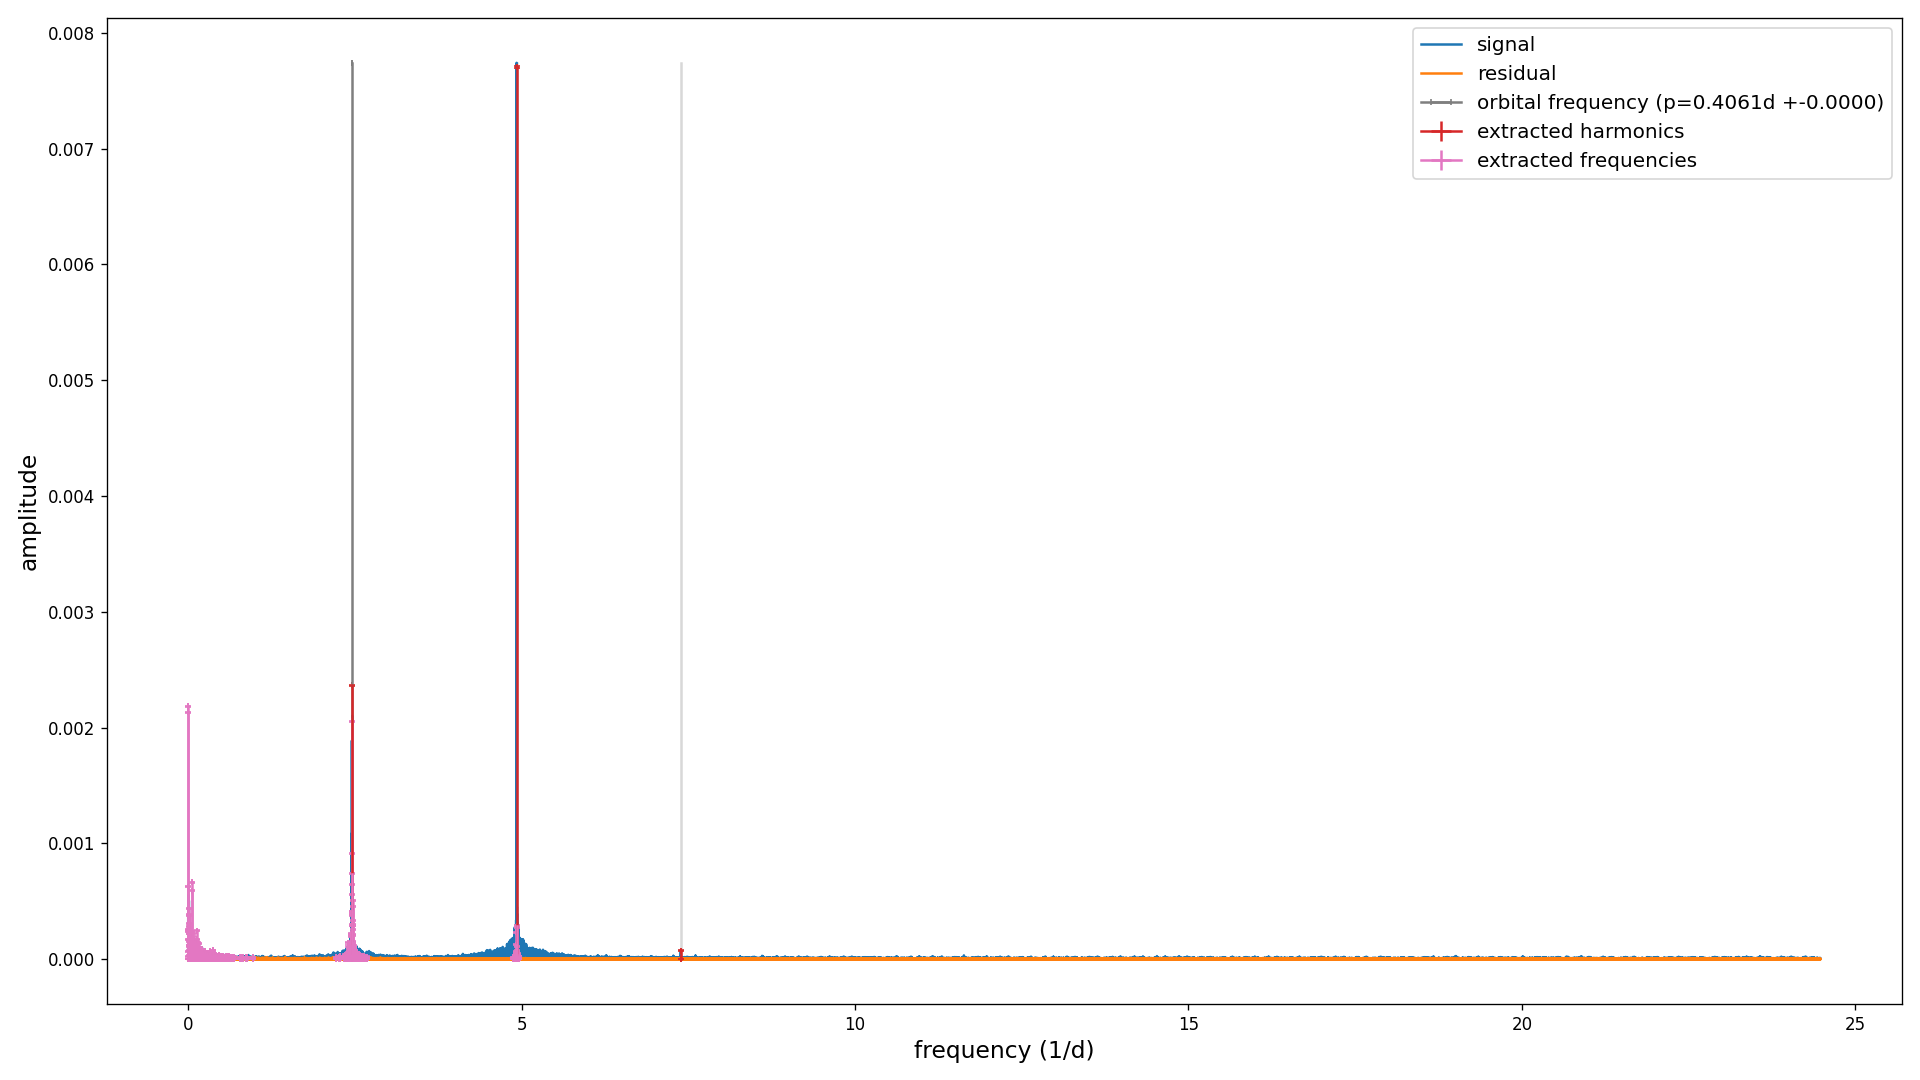 signal
residual
orbital frequency (p=0.4061d +-0.0000)
extracted harmonics
extracted frequencies
0.008
0.007
0.006
0.005
0.004
0.003
0.002
0.001
0.000
amplitude
0 5 10 15 20 25
frequency (1/d)